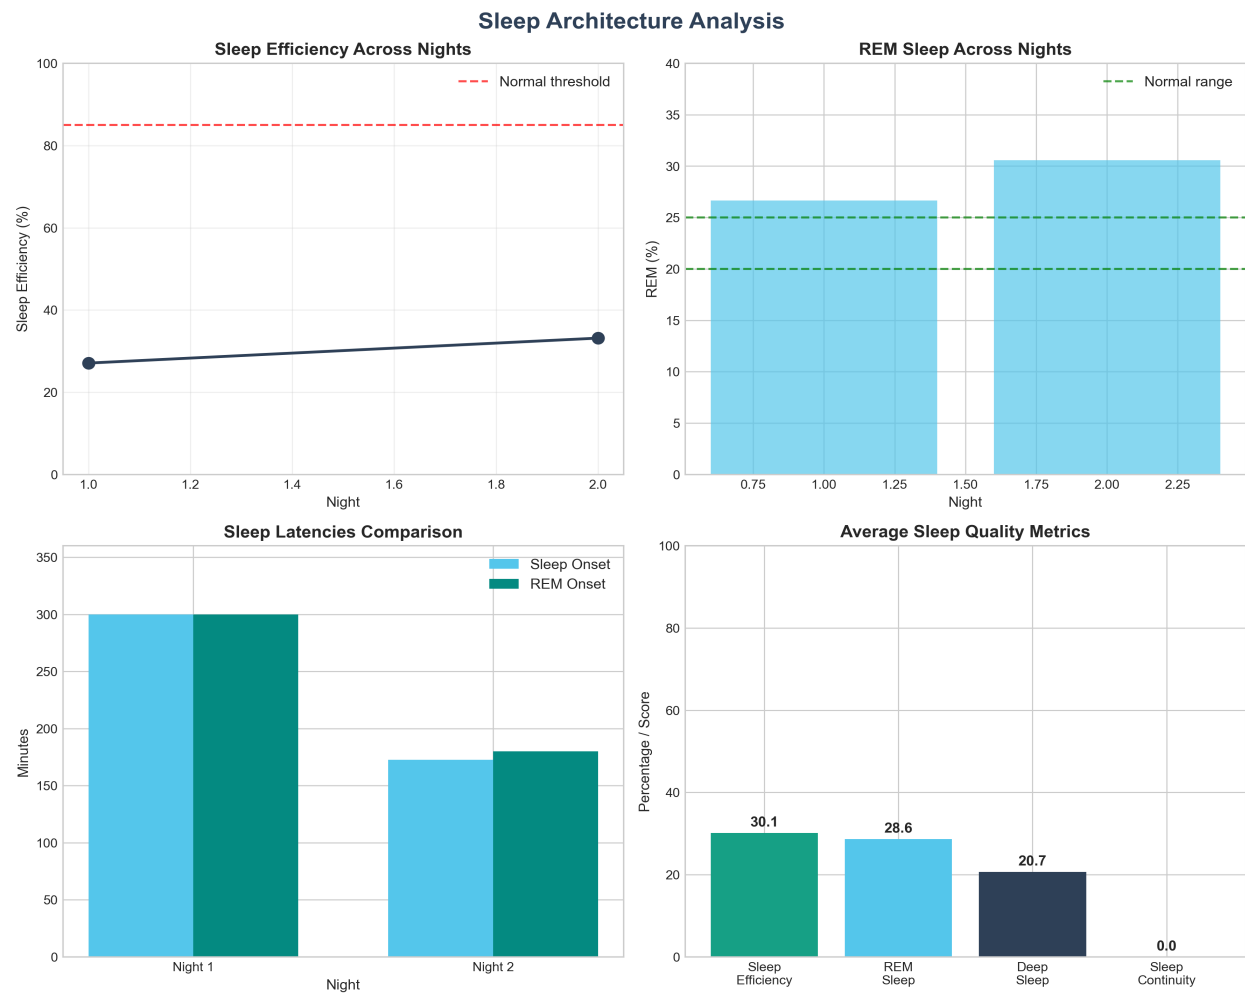 Sleep Architecture Analysis
Sleep Efficiency Across Nights
Normal threshold
100
80
60
40
20
0
Sleep Efficiency (%)
1.0 1.2 1.4 1.6 1.8 2.0
Night
REM Sleep Across Nights
Normal range
40
35
30
25
20
15
10
5
0
REM (%)
0.75 1.00 1.25 1.50 1.75 2.00 2.25
Night
Sleep Latencies Comparison
Sleep Onset
REM Onset
350
300
250
200
150
100
50
0
Minutes
Night 1 Night 2
Night
Average Sleep Quality Metrics
100
80
60
40
20
0
Percentage / Score
30.1 28.6 20.7 0.0
Sleep REM Deep Sleep
Efficiency Sleep Sleep Continuity